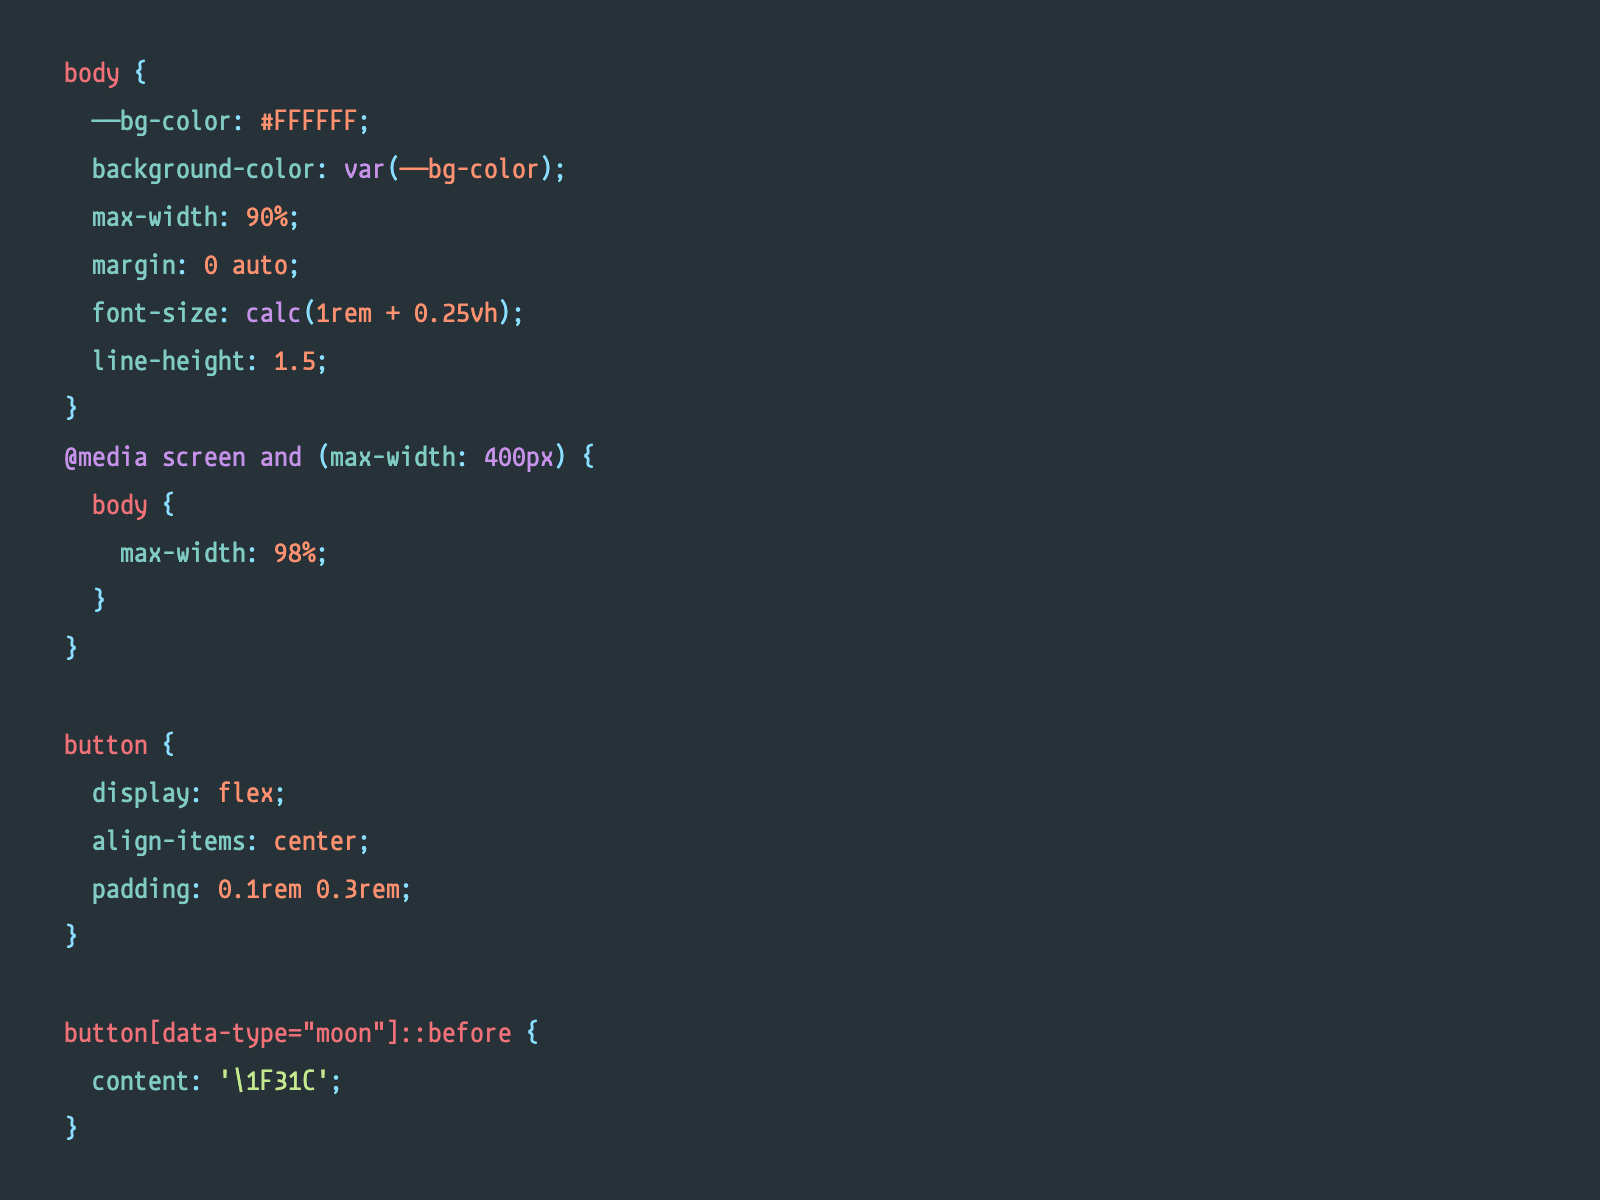 body {
  --bg-color: #FFFFFF;
  background-color: var(--bg-color);
  max-width: 90%;
  margin: 0 auto;
  font-size: calc(1rem + 0.25vh);
  line-height: 1.5;
}
@media screen and (max-width: 400px) {
  body {
    max-width: 98%;
  }
}

button {
  display: flex;
  align-items: center;
  padding: 0.1rem 0.3rem;
}

button[data-type="moon"]::before {
  content: '\1F31C';
}